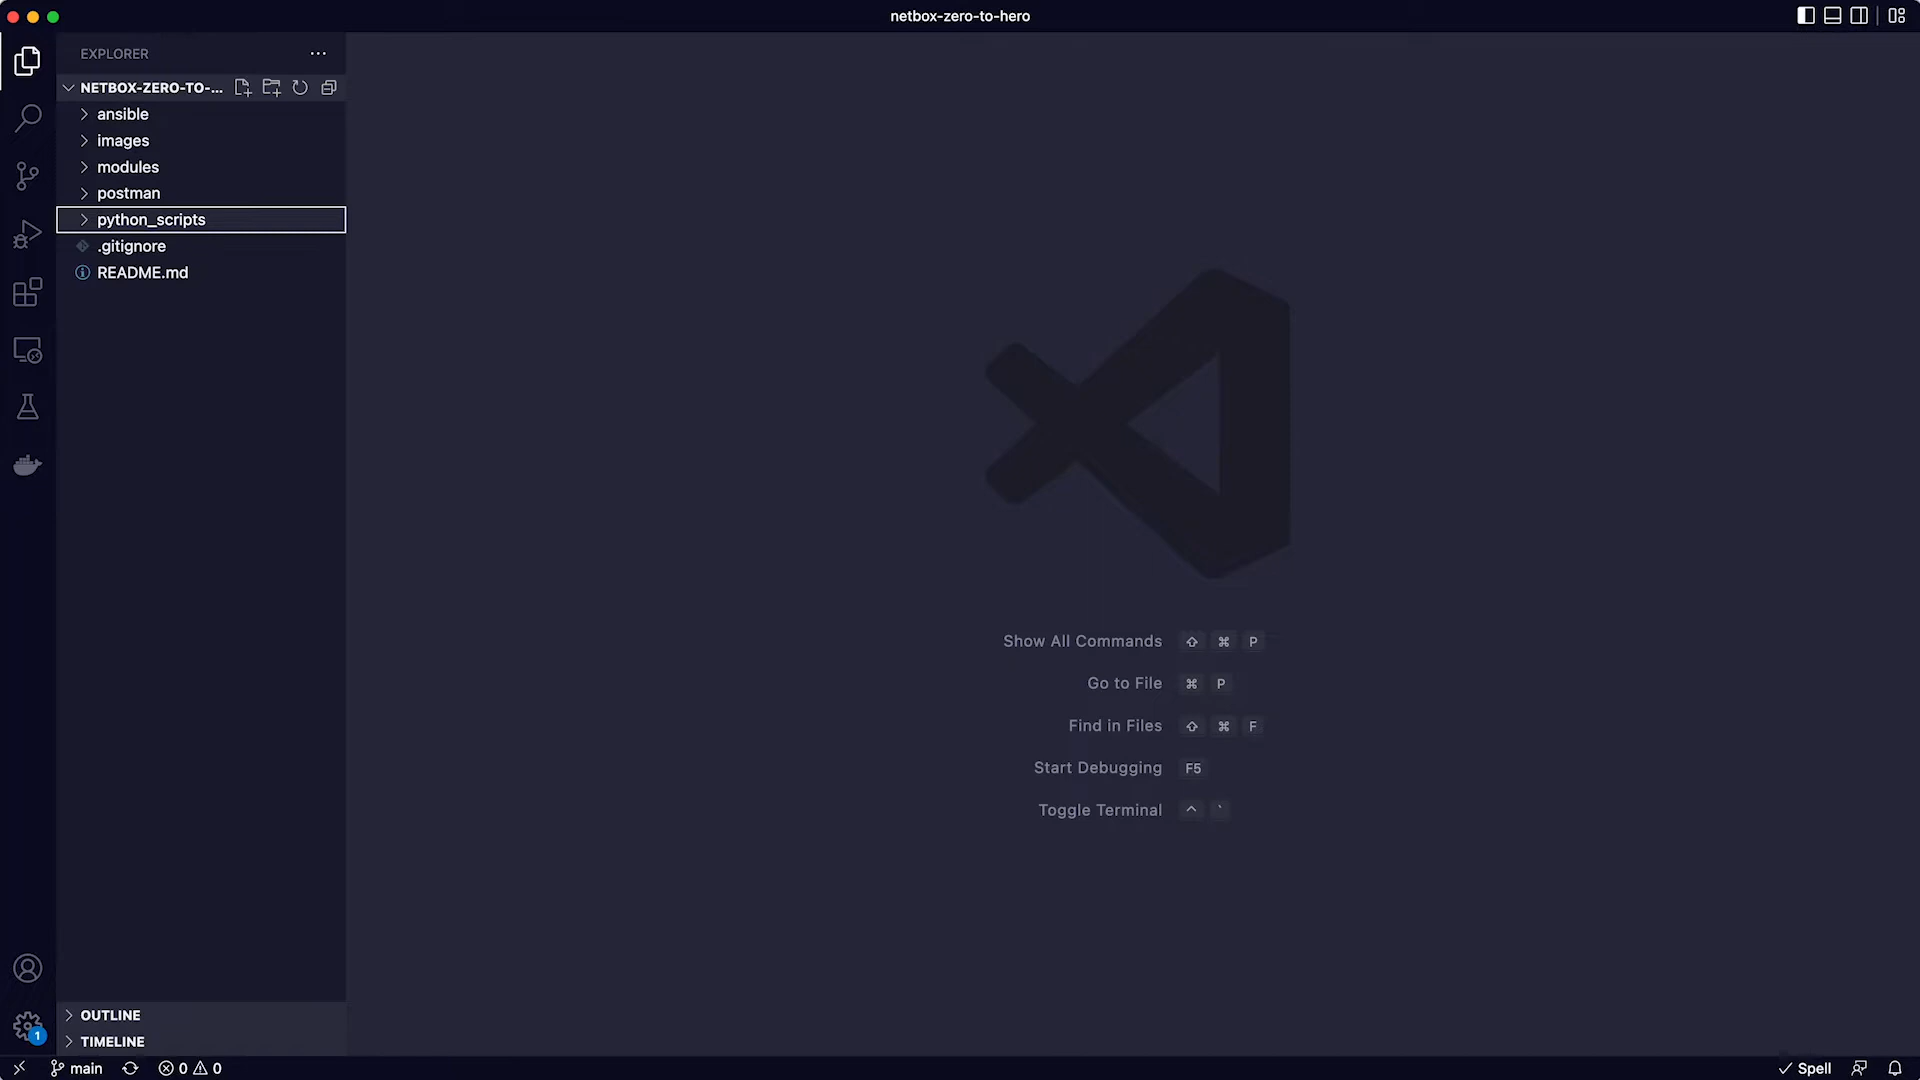 netbox-zero-to-hero
EXPLORER
NETBOX-ZERO-TO-...
ansible
images
modules
postman
python_scripts
.gitignore
README.md
Show All Commands ⇧ ⌘ P
Go to File ⌘ P
Find in Files ⇧ ⌘ F
Start Debugging F5
Toggle Terminal ^ `
OUTLINE
TIMELINE
1
main 0 0
Spell